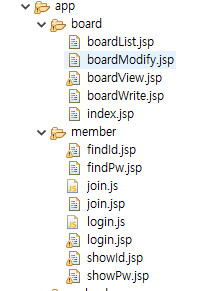 app
board
boardList.jsp
boardModify.jsp
boardView.jsp
boardWrite.jsp
index.jsp
member
findId.jsp
findPw.jsp
join.js
join.jsp
login.js
login.jsp
showId.jsp
showPw.jsp